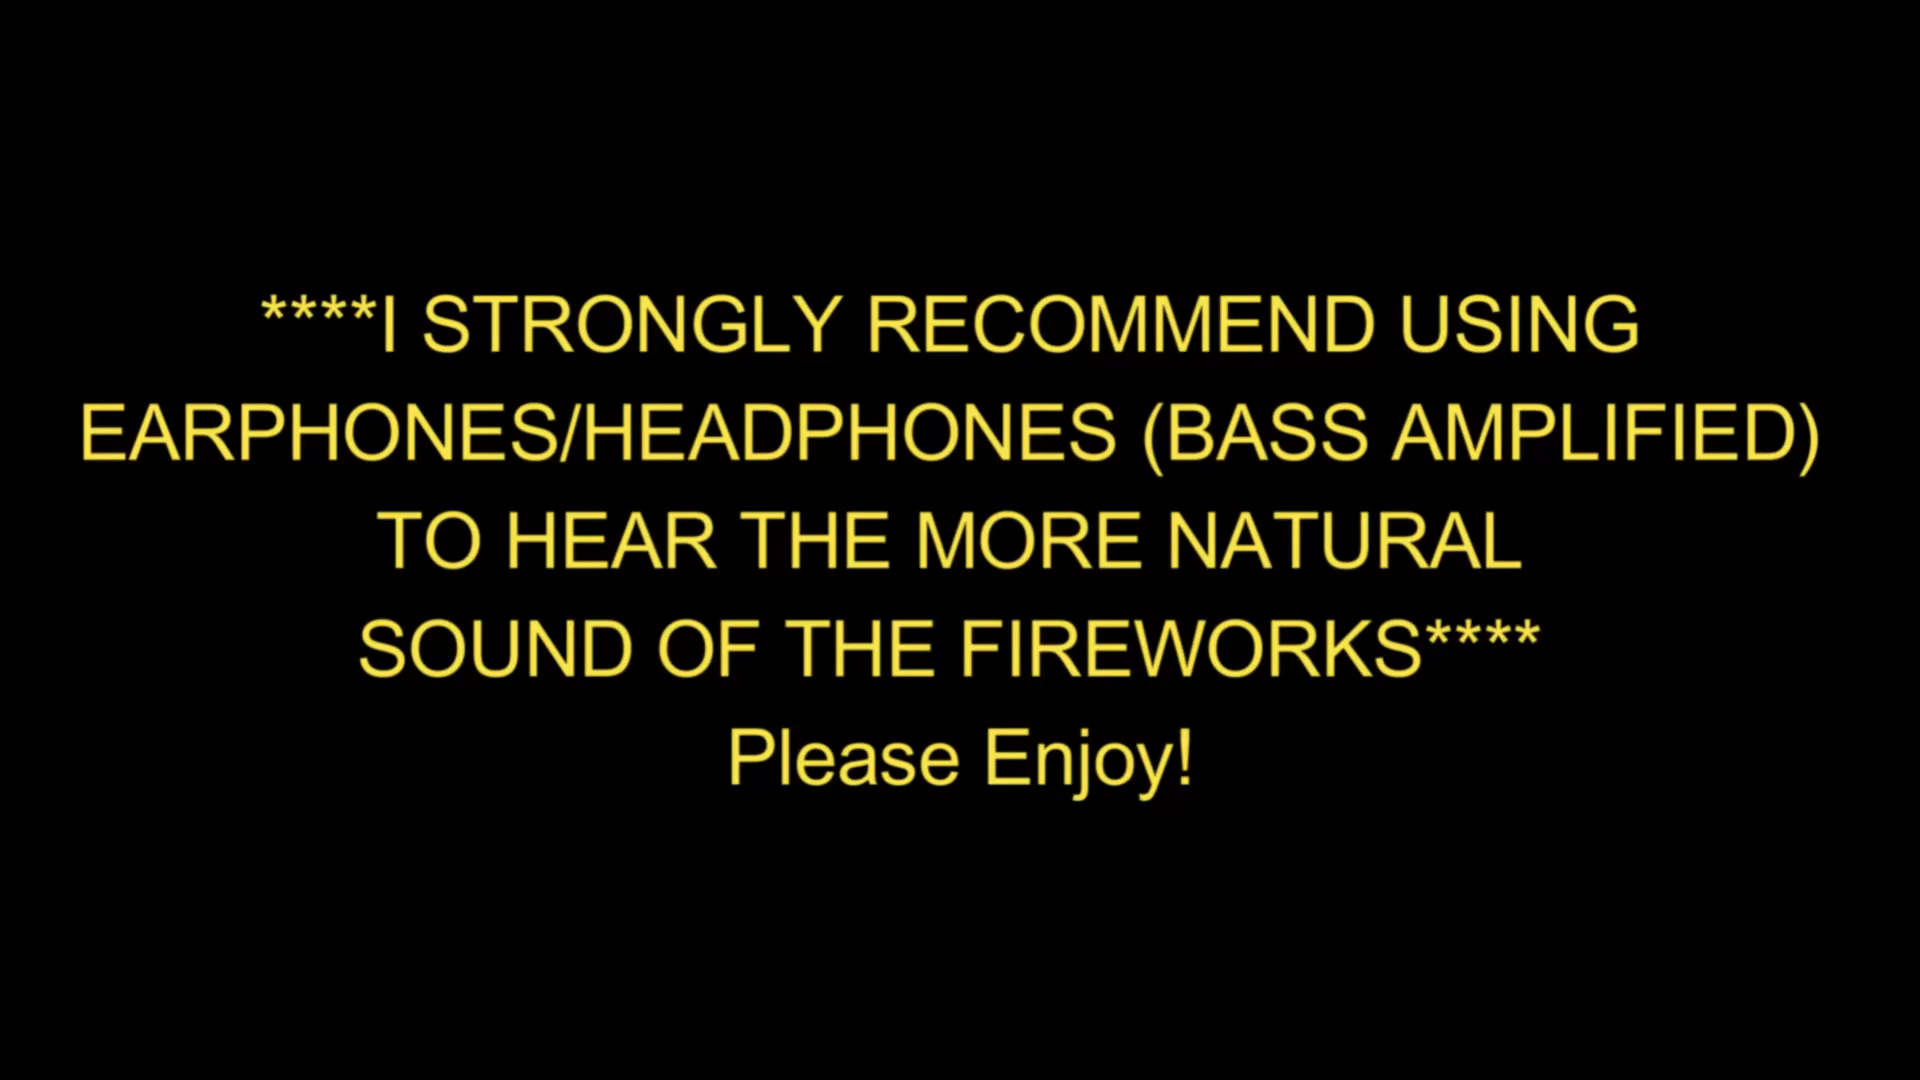 ****I STRONGLY RECOMMEND USING
EARPHONES/HEADPHONES (BASS AMPLIFIED)
TO HEAR THE MORE NATURAL
SOUND OF THE FIREWORKS****
Please Enjoy!